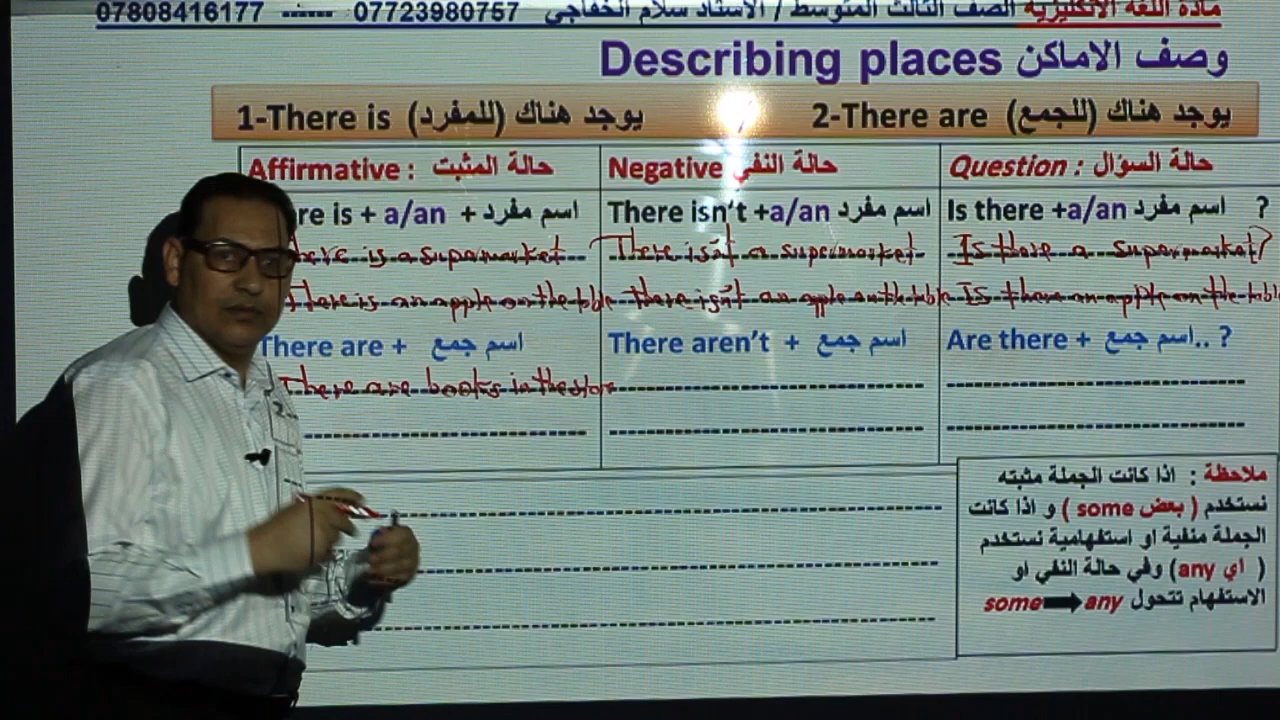 مادة اللغة الانكليزية الصف الثالث المتوسط / الاستاذ سلام الخفاجي 07723980757 ------ 07808416177
Describing places وصف الاماكن
1-There is (للمفرد) يوجد هناك / 2-There are (للجمع) يوجد هناك
Affirmative : حالة المثبت
re is + a/an + اسم مفرد
here is a supermarket
There is an apple on the table
There are + اسم جمع
There are books in the store
Negative حالة النفي
There isn't +a/an اسم مفرد
There isn't a supermarket
there isn't an apple on the table
There aren't + اسم جمع
Question : حالة السؤال
Is there +a/an اسم مفرد ?
Is there a supermarket?
Is there an apple on the tabl
Are there + اسم جمع.. ?
ملاحظة : اذا كانت الجملة مثبته
نستخدم ( some بعض ) و اذا كانت
الجملة منفية او استفهامية نستخدم
( any اي ) وفي حالة النفي او
الاستفهام تتحول some➡any